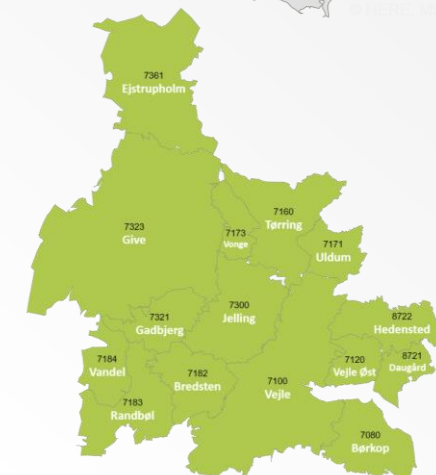 7361
Ejstrupholm
7323
Give
7160
Tørring
7173
Vonge
7171
Uldum
7300
Jelling
7321
Gadbjerg
8722
Hedensted
7184
Vandel
7182
Bredsten
7100
Vejle
7120
Vejle Øst
8721
Daugård
7183
Randbøl
7080
Børkop